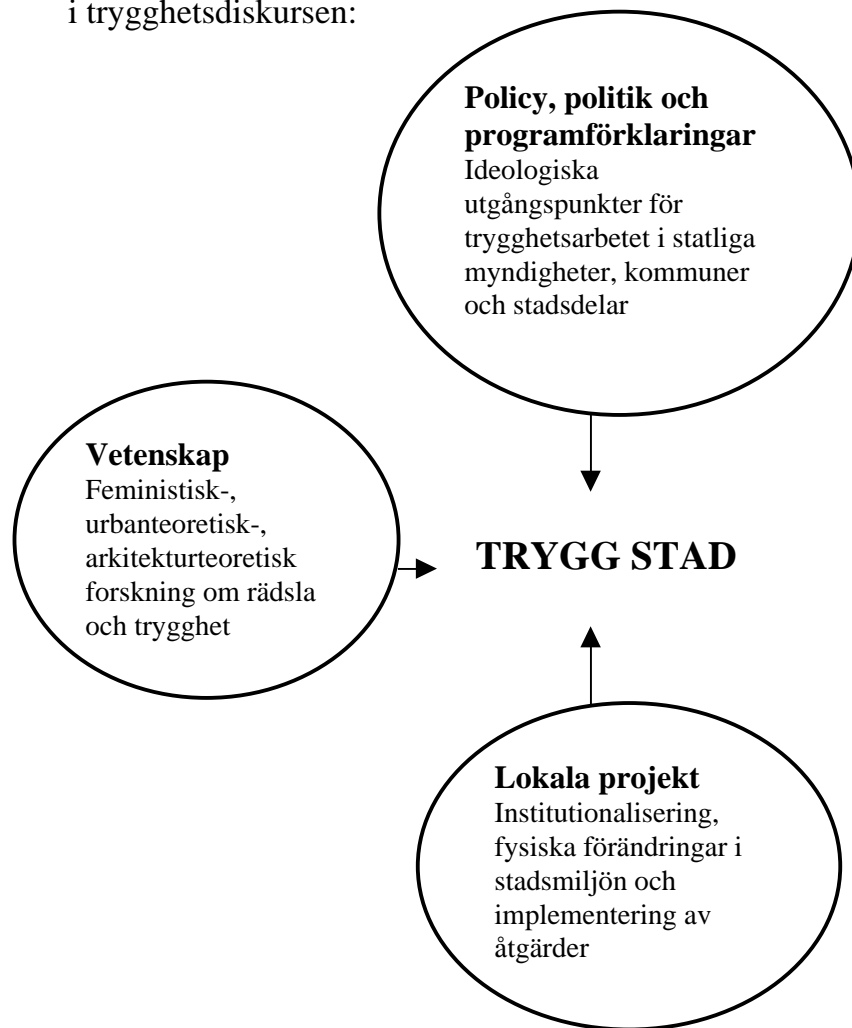 i trygghetsdiskursen:
Policy, politik och
programförklaringar
Ideologiska
utgångspunkter för
trygghetsarbetet i statliga
myndigheter, kommuner
och stadsdelar
Vetenskap
Feministisk-,
urbanteoretisk-,
arkitekturteoretisk
forskning om rädsla
och trygghet
TRYGG STAD
Lokala projekt
Institutionalisering,
fysiska förändringar i
stadsmiljön och
implementering av
åtgärder